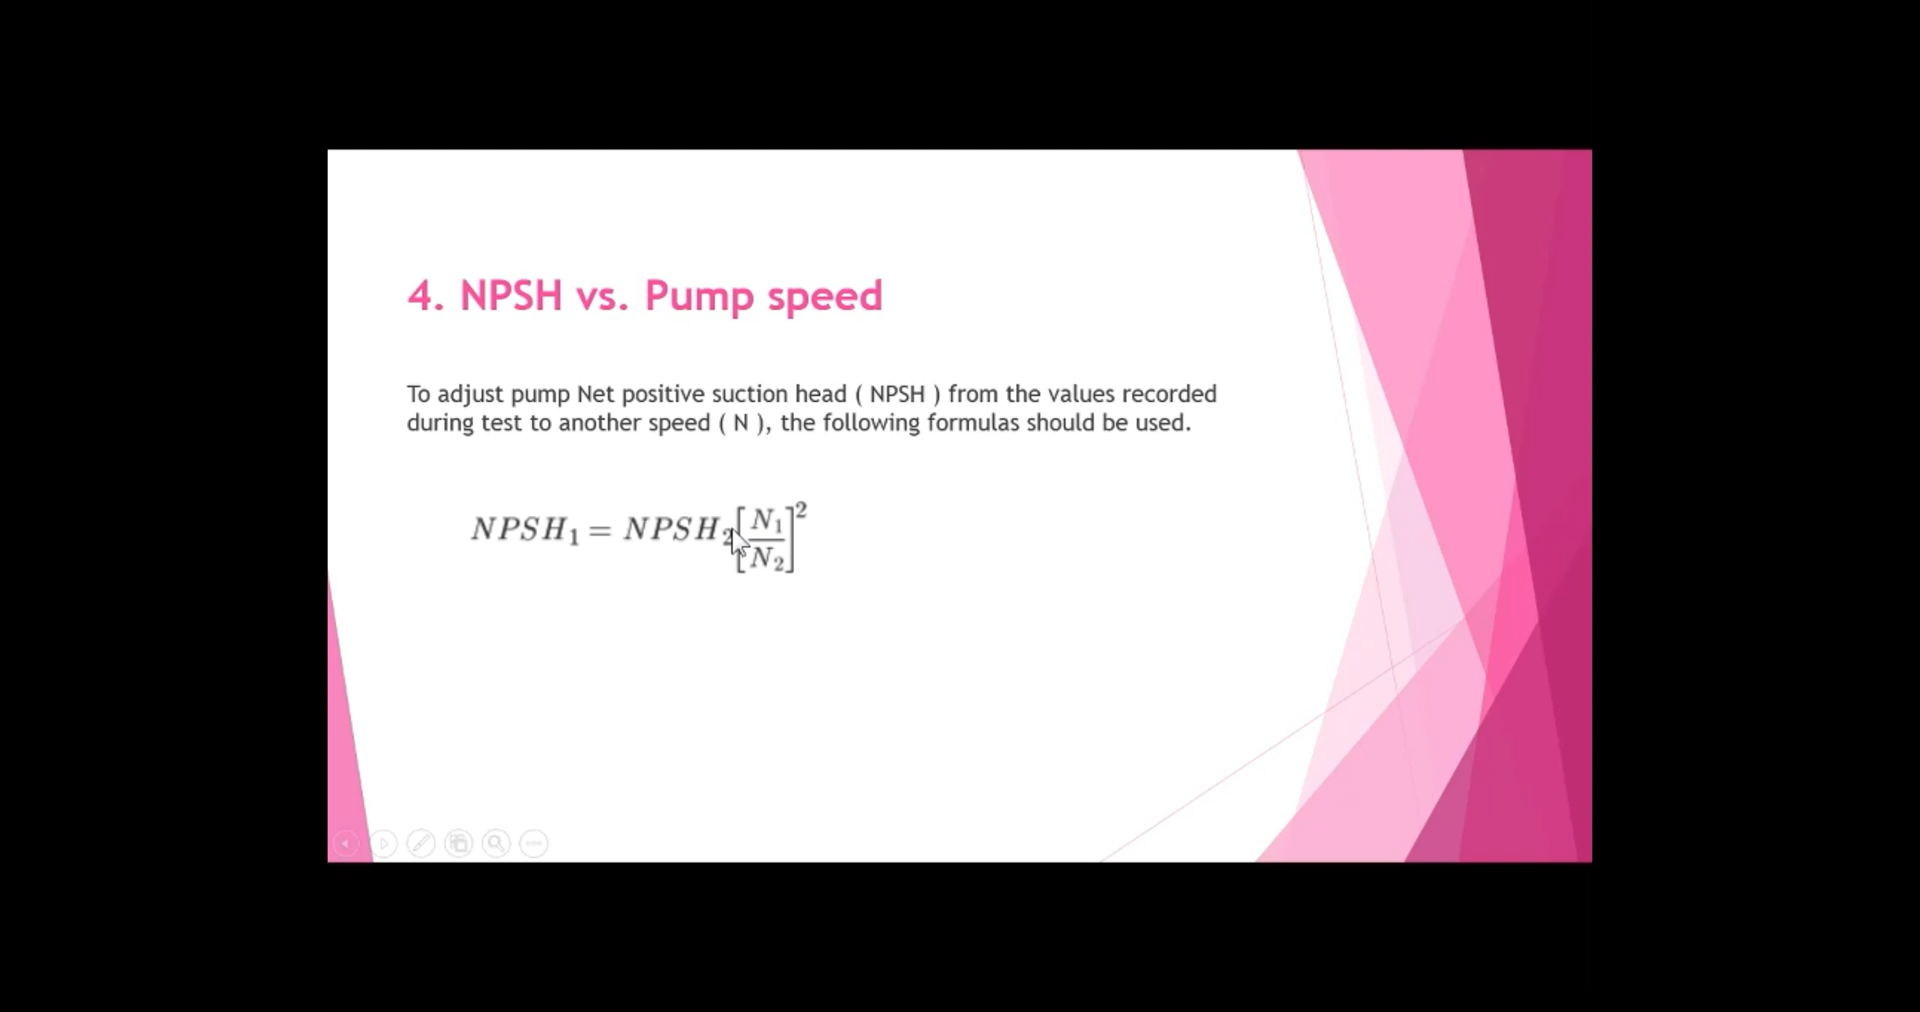 4. NPSH vs. Pump speed
To adjust pump Net positive suction head ( NPSH ) from the values recorded
during test to another speed ( N ), the following formulas should be used.
NPSH₁ = NPSH₂[N₁/N₂]²